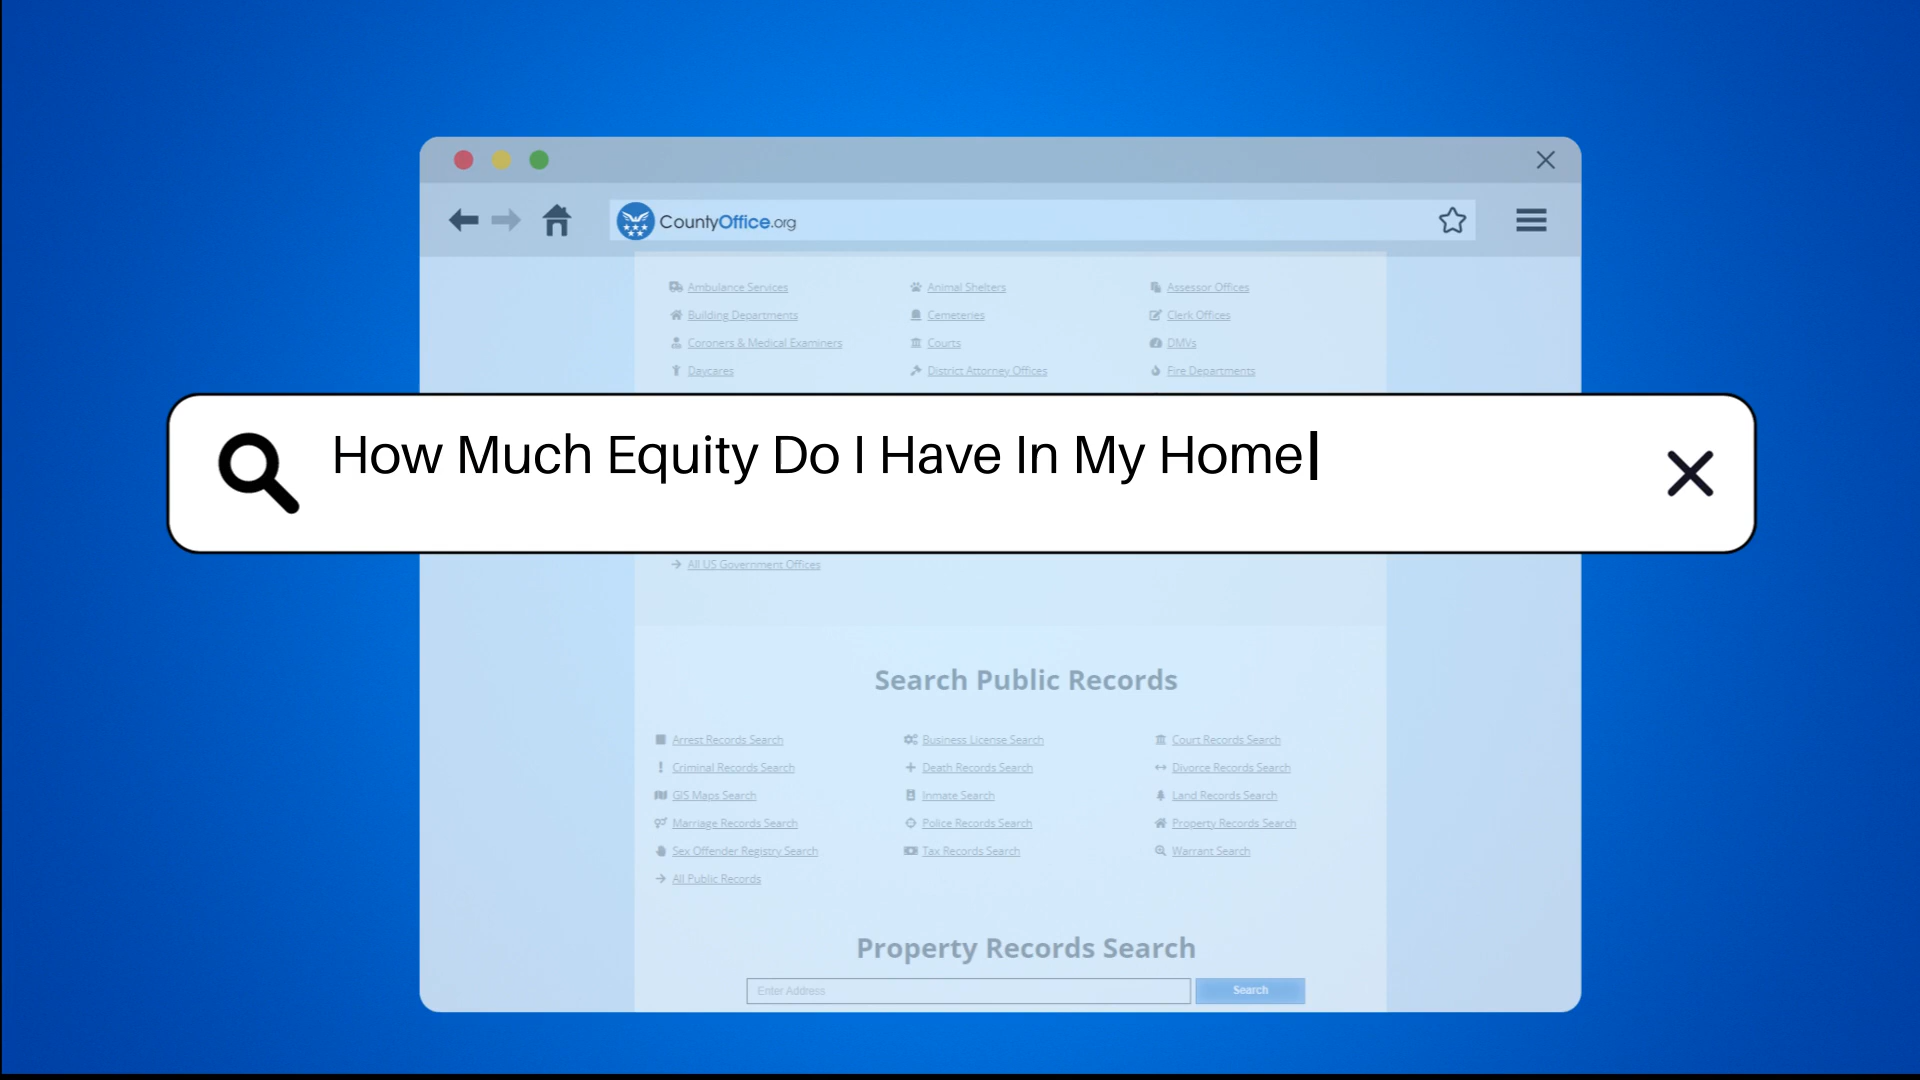 CountyOffice.org
Ambulance Services Animal Shelters Assessor Offices
Building Departments Cemeteries Clerk Offices
Coroners & Medical Examiners Courts DMVs
Daycares District Attorney Offices Fire Departments
How Much Equity Do I Have In My Home
All US Government Offices
Search Public Records
Arrest Records Search Business License Search Court Records Search
Criminal Records Search Death Records Search Divorce Records Search
GIS Maps Search Inmate Search Land Records Search
Marriage Records Search Police Records Search Property Records Search
Sex Offender Registry Search Tax Records Search Warrant Search
All Public Records
Property Records Search
Enter Address Search